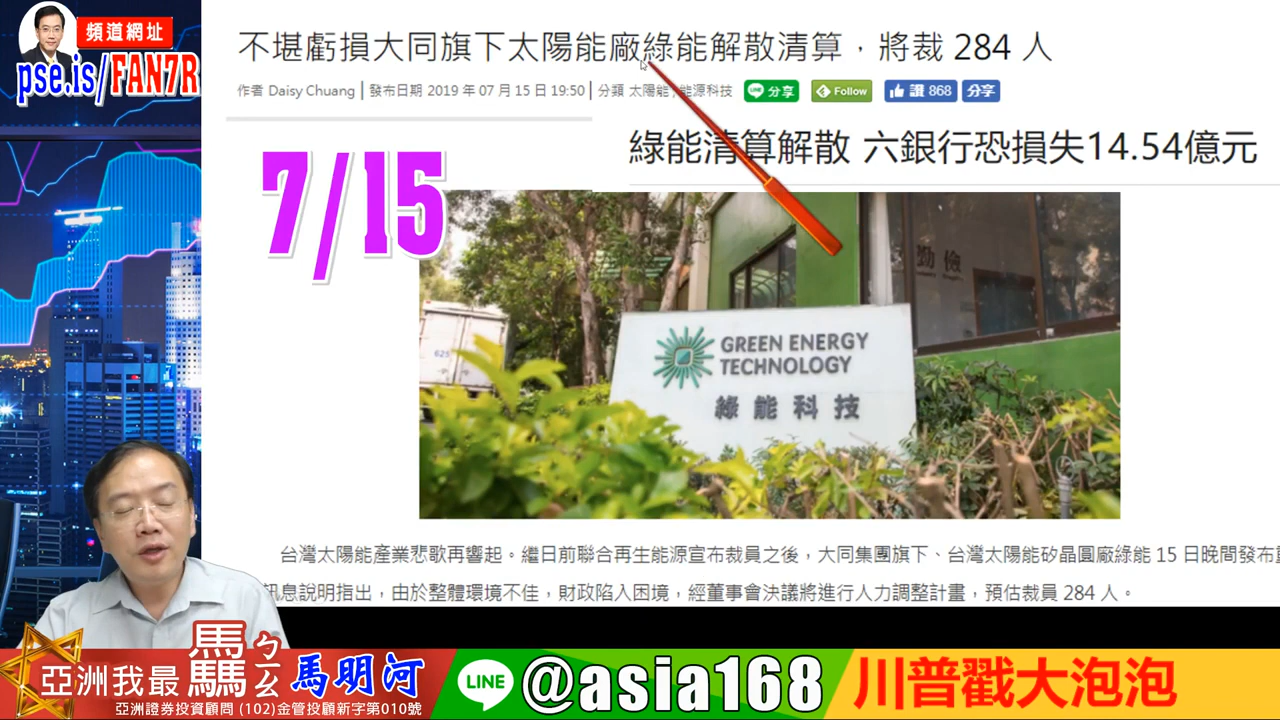 頻道網址
pse.is/FAN7R
不堪虧損大同旗下太陽能廠綠能解散清算，將裁 284 人
作者 Daisy Chuang | 發布日期 2019 年 07 月 15 日 19:50 | 分類 太陽能 , 能源科技 分享 Follow 讚 868 分享
綠能清算解散 六銀行恐損失14.54億元
7/15
勤儉
625
GREEN ENERGY
TECHNOLOGY
綠能科技
台灣太陽能產業悲歌再響起。繼日前聯合再生能源宣布裁員之後，大同集團旗下、台灣太陽能矽晶圓廠綠能 15 日晚間發布
訊息說明指出，由於整體環境不佳，財政陷入困境，經董事會決議將進行人力調整計畫，預估裁員 284 人。
亞洲我最馬驫ㄅㄧㄠ馬明河
亞洲證券投資顧問 (102)金管投顧新字第010號
LINE @asia168
川普戳大泡泡